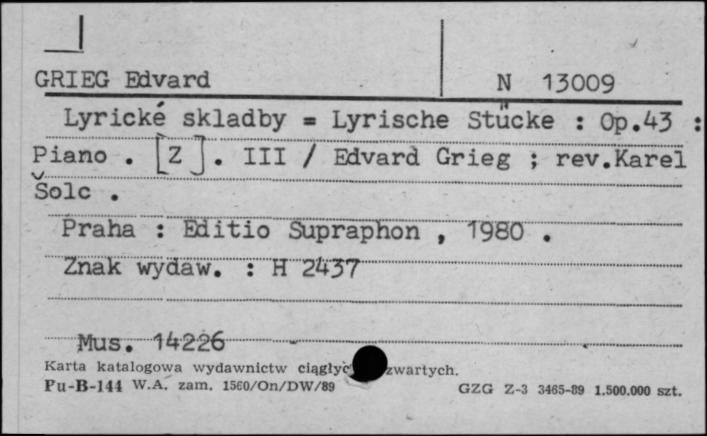 GRIEG Edvard N 13009
Lyrické skladby = Lyrische Stücke : Op.43 :
Piano . [Z]. III / Edvard Grieg ; rev.Karel
Šolc .
Praha : Editio Supraphon , 1980 .
Znak wydaw. : H 2437
Mus. 14226
Karta katalogowa wydawnictw ciągłyc zwartych.
Pu-B-144 W.A. zam. 1560/On/DW/89 GZG Z-3 3465-89 1.500.000 szt.